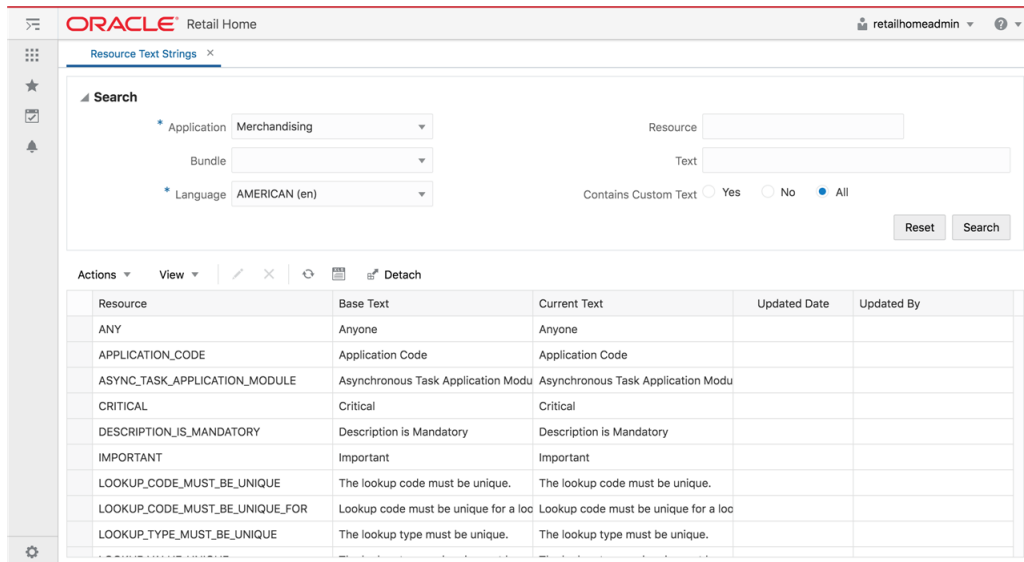 ORACLE® Retail Home
retailhomeadmin
?
Resource Text Strings ×
Search
* Application Merchandising
Resource
Bundle
Text
* Language AMERICAN (en)
Contains Custom Text Yes No All
Reset Search
Actions View Detach
Resource Base Text Current Text Updated Date Updated By
ANY Anyone Anyone
APPLICATION_CODE Application Code Application Code
ASYNC_TASK_APPLICATION_MODULE Asynchronous Task Application Modu Asynchronous Task Application Modu
CRITICAL Critical Critical
DESCRIPTION_IS_MANDATORY Description is Mandatory Description is Mandatory
IMPORTANT Important Important
LOOKUP_CODE_MUST_BE_UNIQUE The lookup code must be unique. The lookup code must be unique.
LOOKUP_CODE_MUST_BE_UNIQUE_FOR Lookup code must be unique for a loo Lookup code must be unique for a loo
LOOKUP_TYPE_MUST_BE_UNIQUE The lookup type must be unique. The lookup type must be unique.